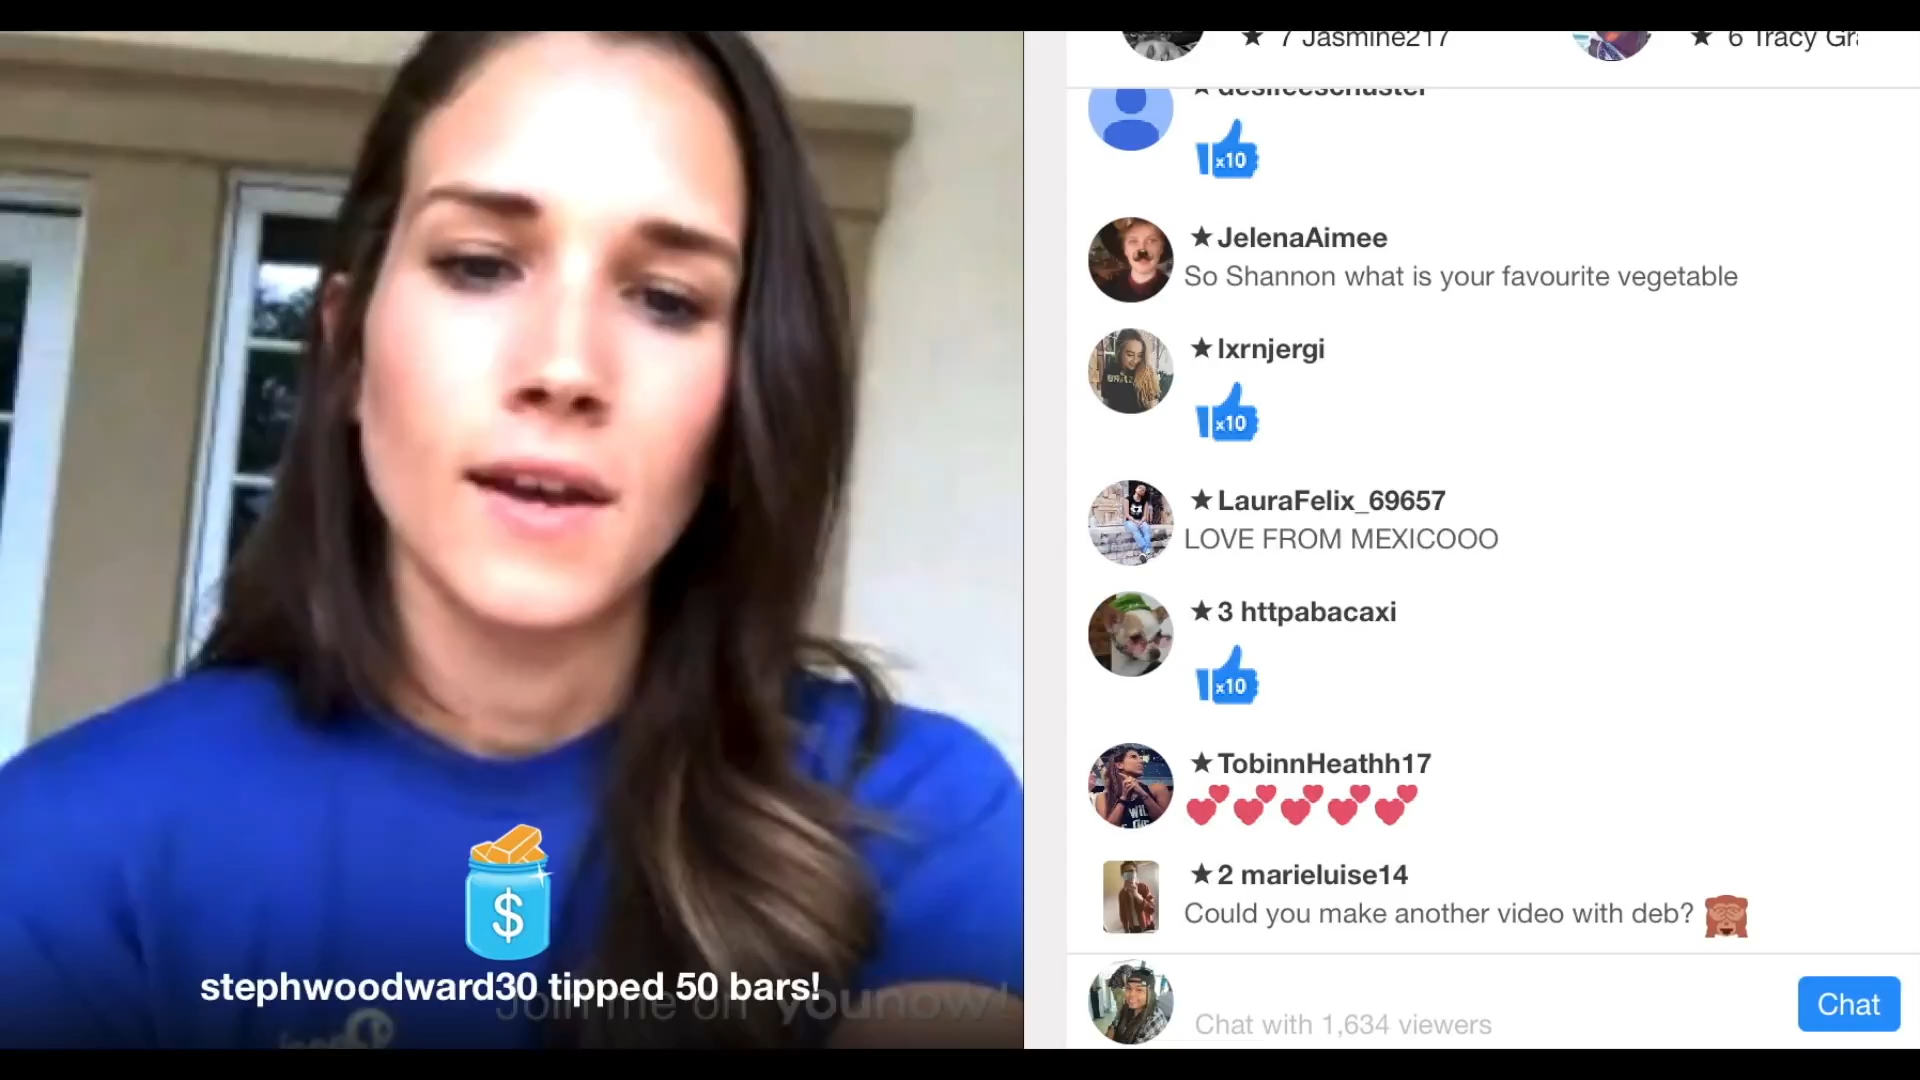 ★ 7 Jasmine217
★ 6 Tracy Gra
★ desireeschuster
x10
★ JelenaAimee
So Shannon what is your favourite vegetable
★ lxrnjergi
x10
★ LauraFelix_69657
LOVE FROM MEXICOOO
★ 3 httpabacaxi
x10
★ TobinnHeathh17
★ 2 marieluise14
Could you make another video with deb?
$
stephwoodward30 tipped 50 bars!
Join me on younow!
Chat with 1,634 viewers
Chat